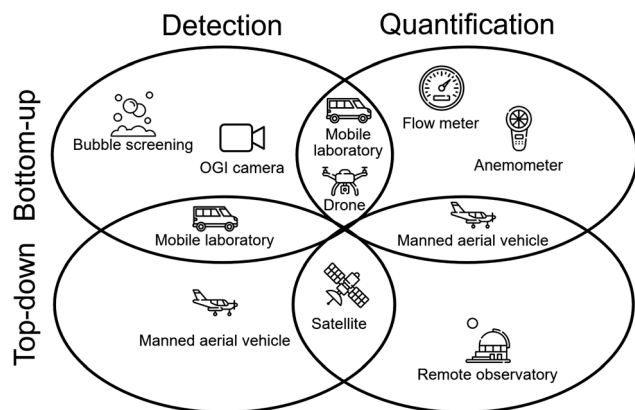 Detection
Quantification
Bottom-up
Top-down
Bubble screening
OGI camera
Mobile
laboratory
Drone
Flow meter
Anemometer
Mobile laboratory
Manned aerial vehicle
Manned aerial vehicle
Satellite
Remote observatory